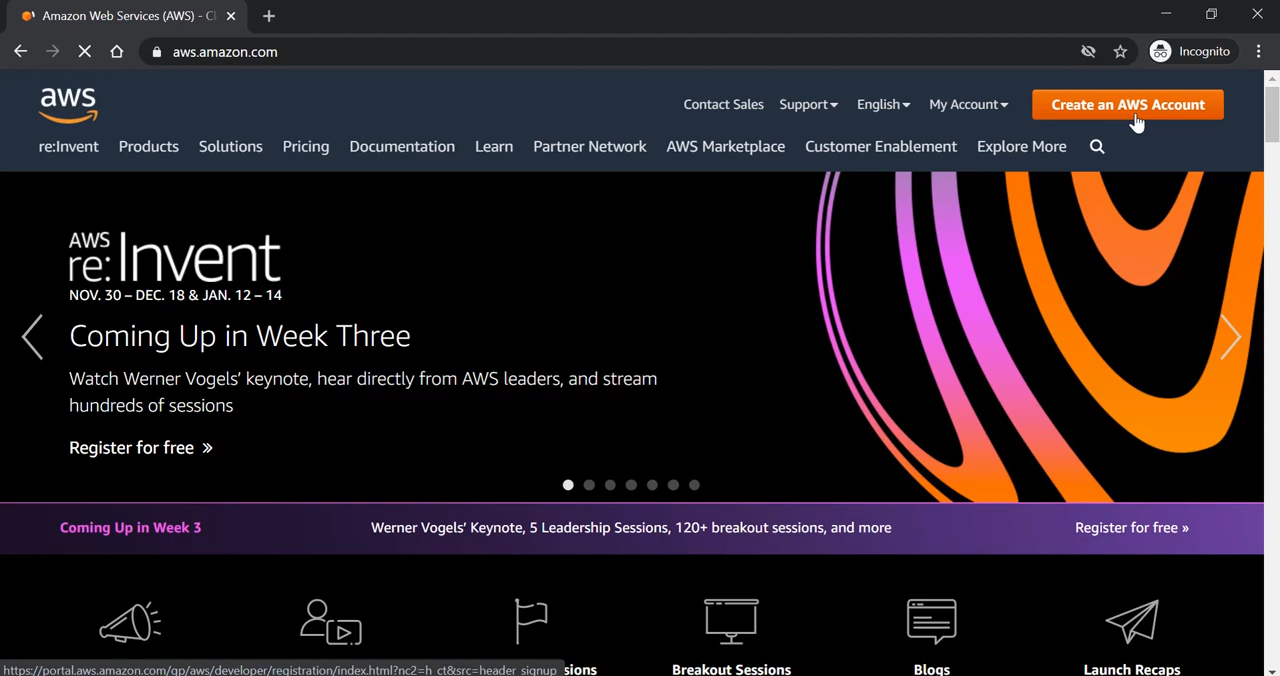 Amazon Web Services (AWS) - Cl
aws.amazon.com
Incognito
aws
Contact Sales Support English My Account Create an AWS Account
re:Invent Products Solutions Pricing Documentation Learn Partner Network AWS Marketplace Customer Enablement Explore More
AWS
re:Invent
NOV. 30 – DEC. 18 & JAN. 12 – 14
Coming Up in Week Three
Watch Werner Vogels' keynote, hear directly from AWS leaders, and stream
hundreds of sessions
Register for free »
Coming Up in Week 3 Werner Vogels' Keynote, 5 Leadership Sessions, 120+ breakout sessions, and more Register for free »
https://portal.aws.amazon.com/gp/aws/developer/registration/index.html?nc2=h_ct&src=header_signup sions Breakout Sessions Blogs Launch Recaps